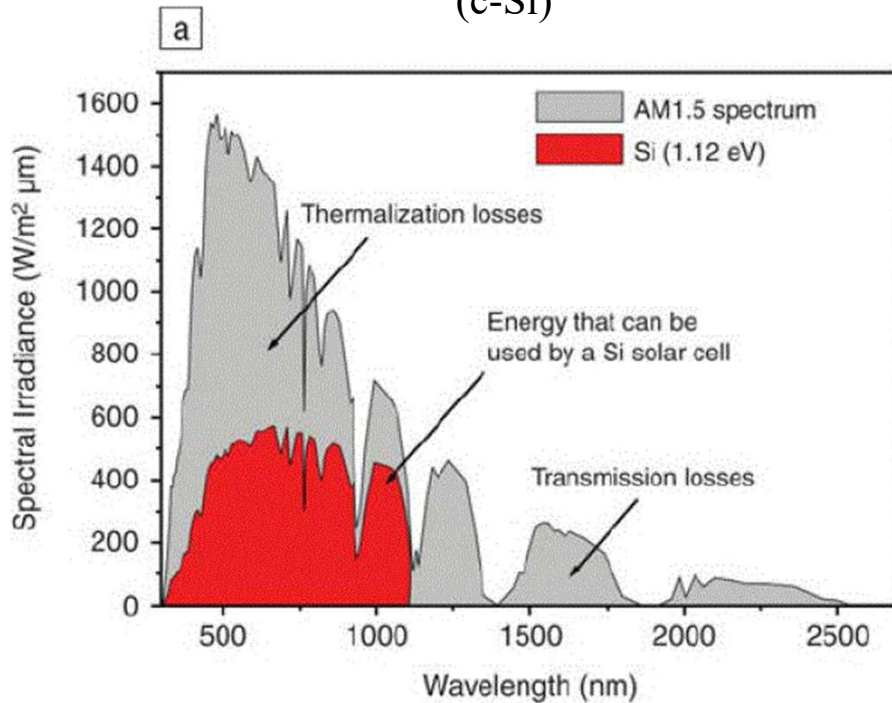 (c-Si)
a
1600
1400
1200
1000
800
600
400
200
0
Spectral Irradiance (W/m² μm)
AM1.5 spectrum
Si (1.12 eV)
Thermalization losses
Energy that can be
used by a Si solar cell
Transmission losses
500
1000
1500
2000
2500
Wavelength (nm)